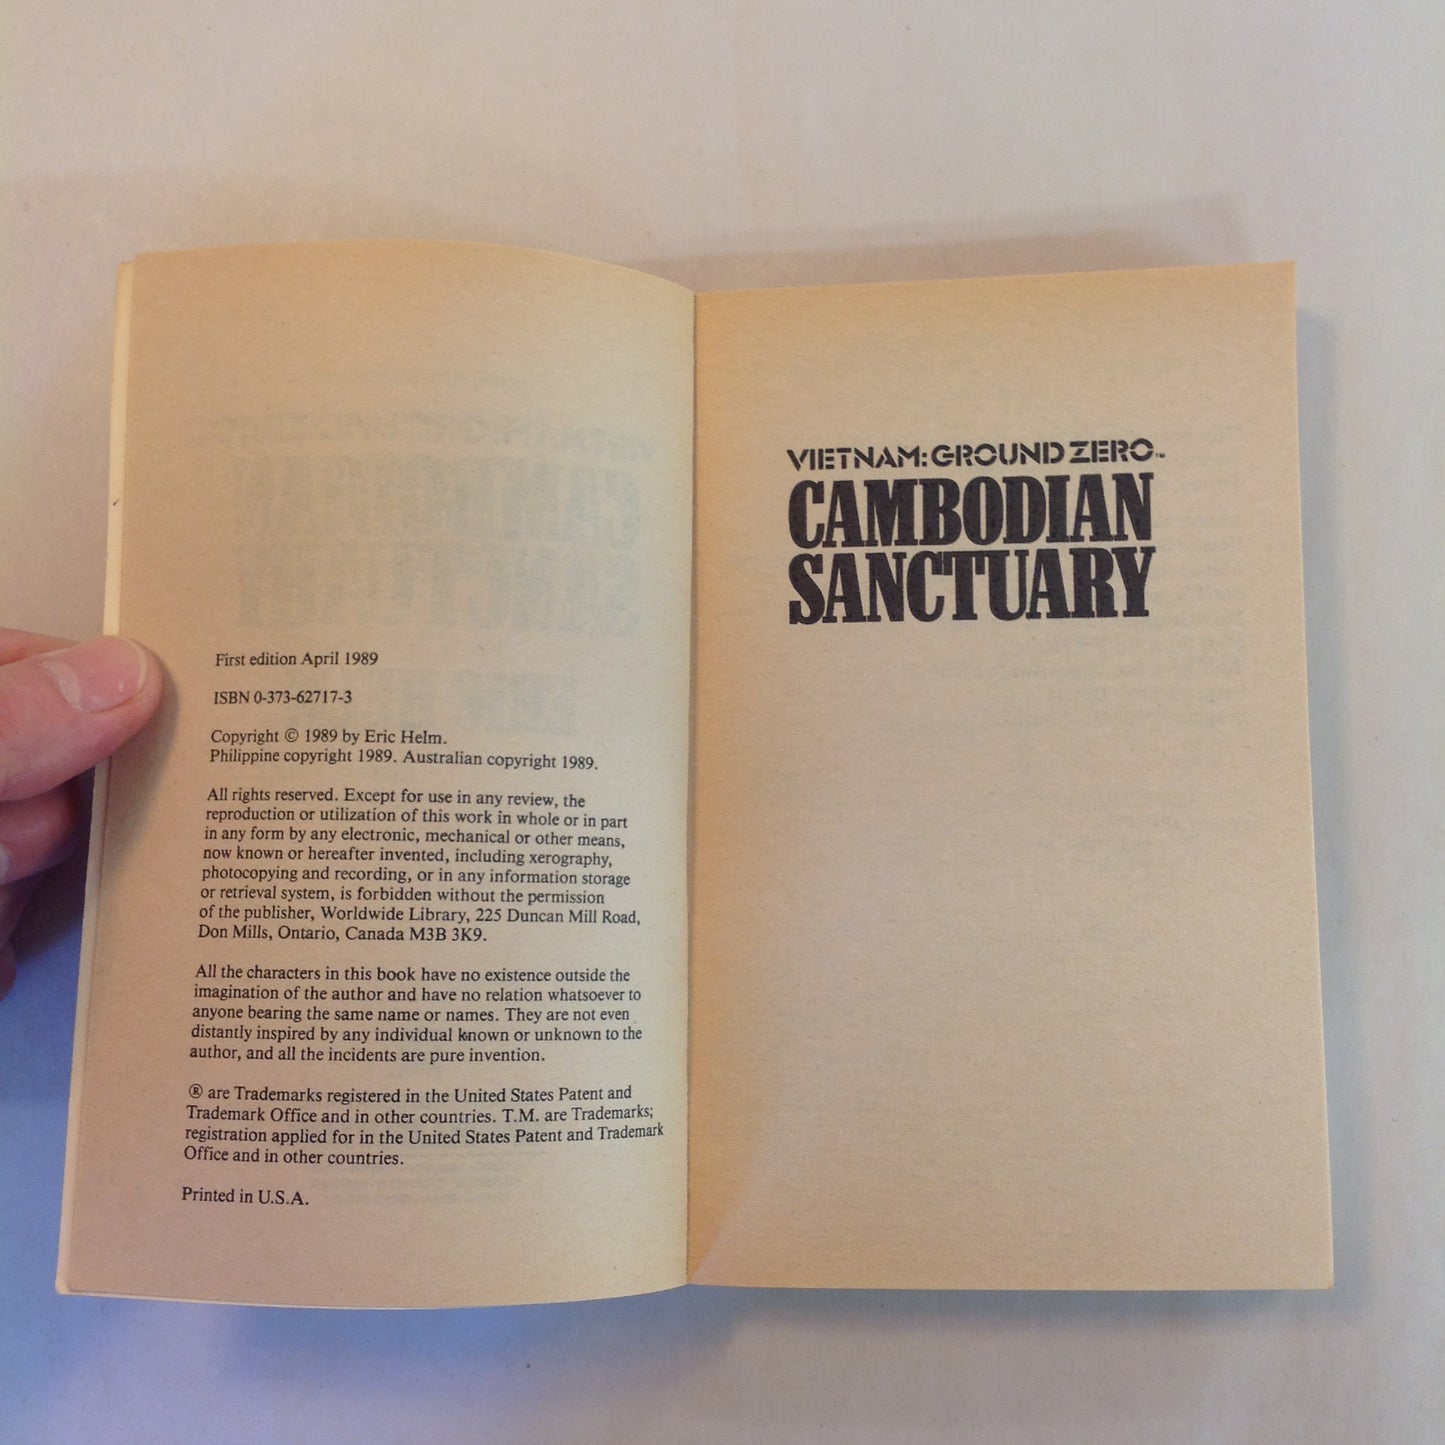 First edition April 1989
ISBN 0-373-62717-3
Copyright © 1989 by Eric Helm.
Philippine copyright 1989. Australian copyright 1989.
All rights reserved. Except for use in any review, the
reproduction or utilization of this work in whole or in part
in any form by any electronic, mechanical or other means,
now known or hereafter invented, including xerography,
photocopying and recording, or in any information storage
or retrieval system, is forbidden without the permission
of the publisher, Worldwide Library, 225 Duncan Mill Road,
Don Mills, Ontario, Canada M3B 3K9.
All the characters in this book have no existence outside the
imagination of the author and have no relation whatsoever to
anyone bearing the same name or names. They are not even
distantly inspired by any individual known or unknown to the
author, and all the incidents are pure invention.
® are Trademarks registered in the United States Patent and
Trademark Office and in other countries. T.M. are Trademarks;
registration applied for in the United States Patent and Trademark
Office and in other countries.
Printed in U.S.A.
VIETNAM: GROUND ZERO™
CAMBODIAN
SANCTUARY